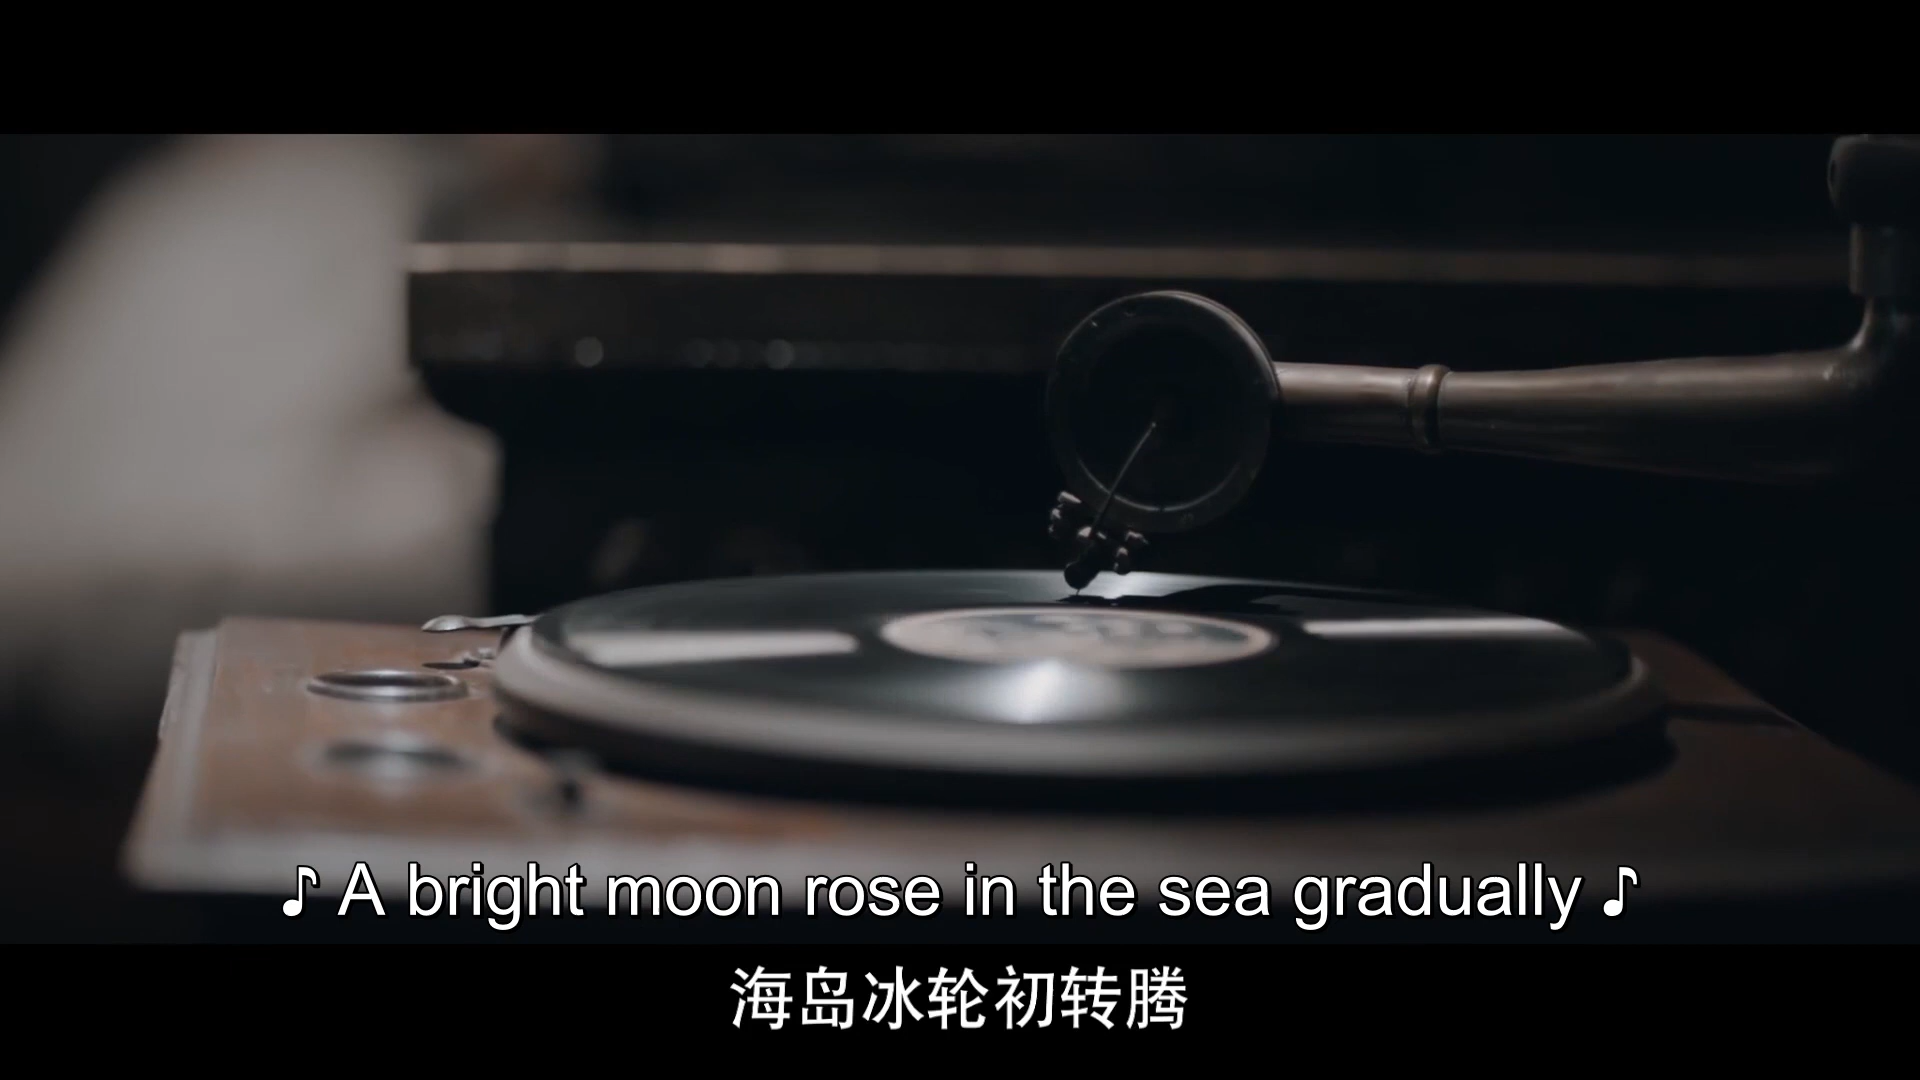 ♪ A bright moon rose in the sea gradually ♪
海岛冰轮初转腾